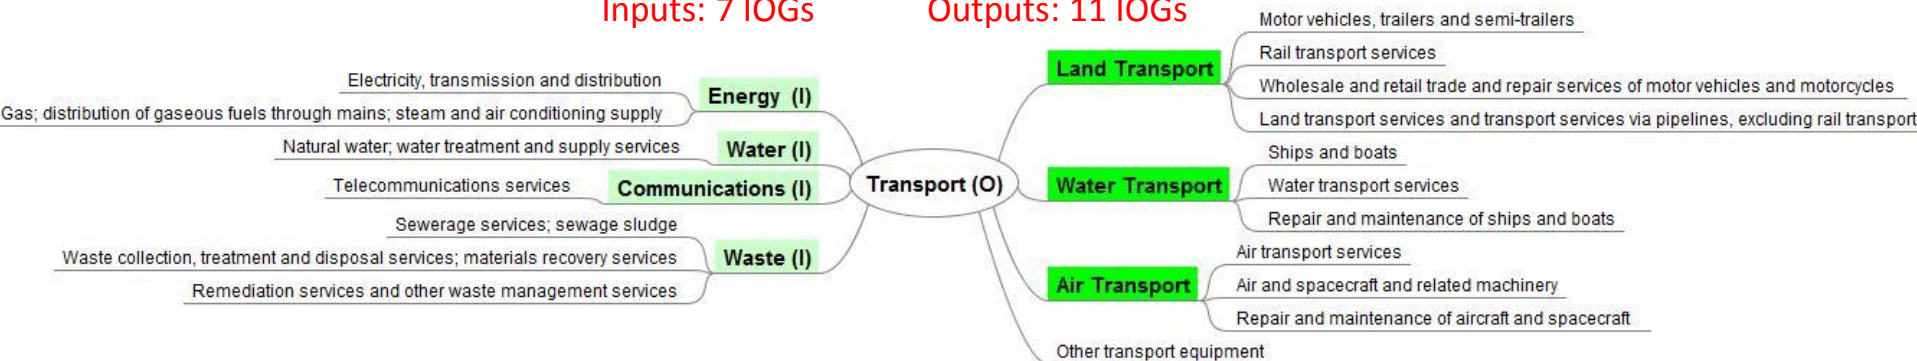 Inputs: 7 IOGs
Outputs: 11 IOGs
Electricity, transmission and distribution
Gas; distribution of gaseous fuels through mains; steam and air conditioning supply
Energy (I)
Natural water; water treatment and supply services
Water (I)
Telecommunications services
Communications (I)
Sewerage services; sewage sludge
Waste collection, treatment and disposal services; materials recovery services
Remediation services and other waste management services
Waste (I)
Transport (O)
Land Transport
Motor vehicles, trailers and semi-trailers
Rail transport services
Wholesale and retail trade and repair services of motor vehicles and motorcycles
Land transport services and transport services via pipelines, excluding rail transport
Water Transport
Ships and boats
Water transport services
Repair and maintenance of ships and boats
Air Transport
Air transport services
Air and spacecraft and related machinery
Repair and maintenance of aircraft and spacecraft
Other transport equipment